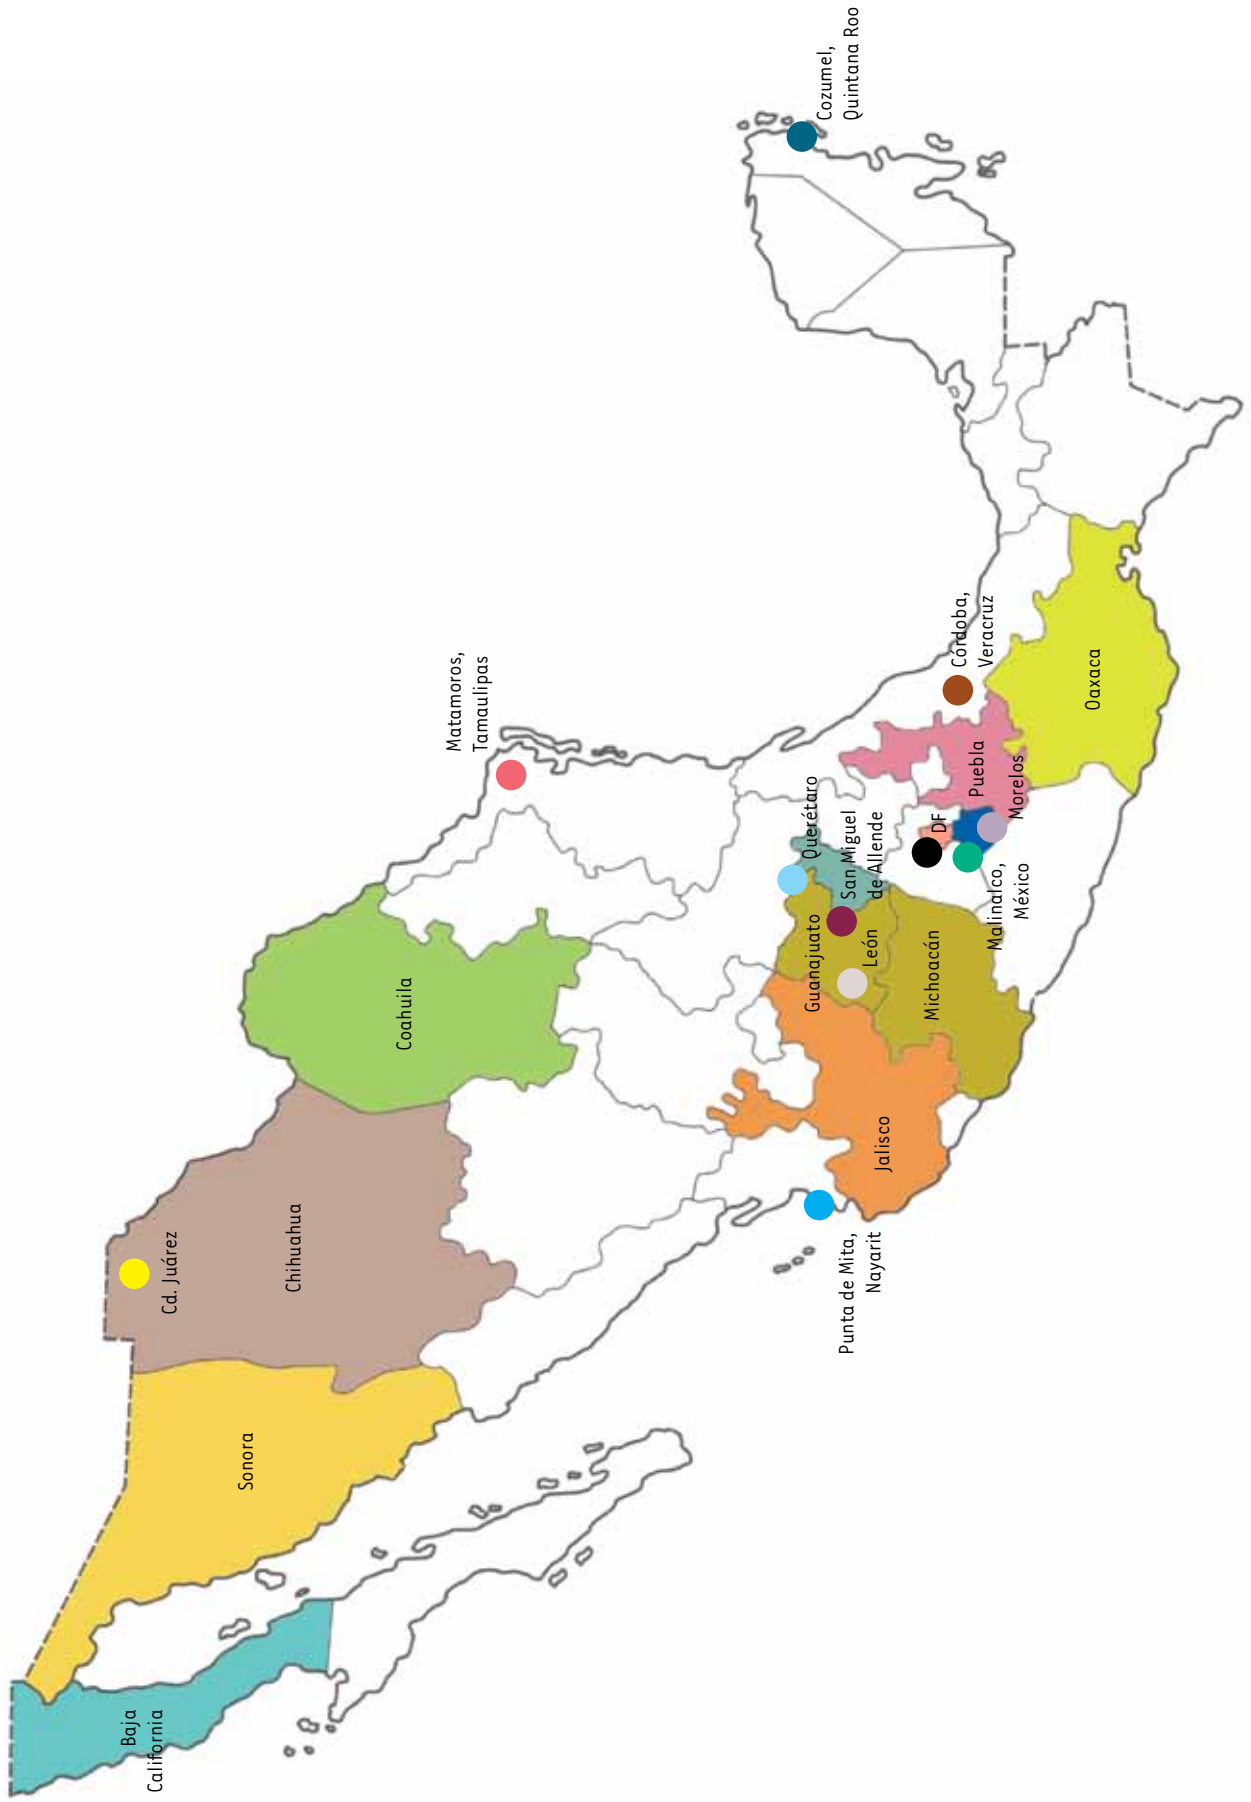 Baja
California
Sonora
Cd. Juárez
Chihuahua
Coahuila
Matamoros,
Tamaulipas
Punta de Mita,
Nayarit
Jalisco
Guanajuato
León
San Miguel
de Allende
Querétaro
Michoacán
Malinalco,
México
DF
Morelos
Puebla
Córdoba,
Veracruz
Oaxaca
Cozumel,
Quintana Roo